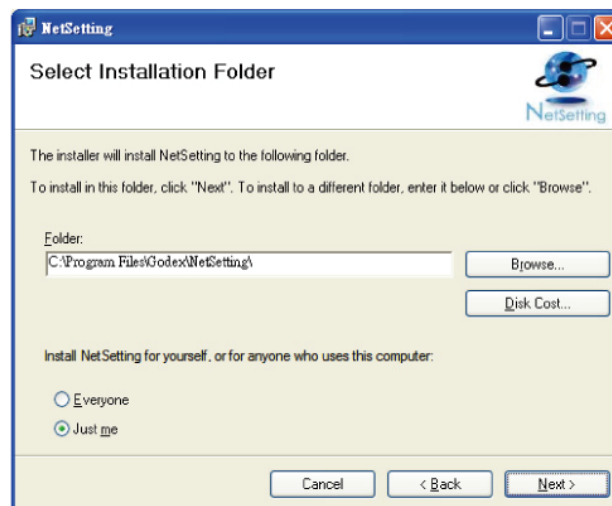 NetSetting
Select Installation Folder
NetSetting
The installer will install NetSetting to the following folder.
To install in this folder, click "Next". To install to a different folder, enter it below or click "Browse".
Folder:
C:\Program Files\Godex\NetSetting\
Browse...
Disk Cost...
Install NetSetting for yourself, or for anyone who uses this computer:
Everyone
Just me
Cancel
< Back
Next >